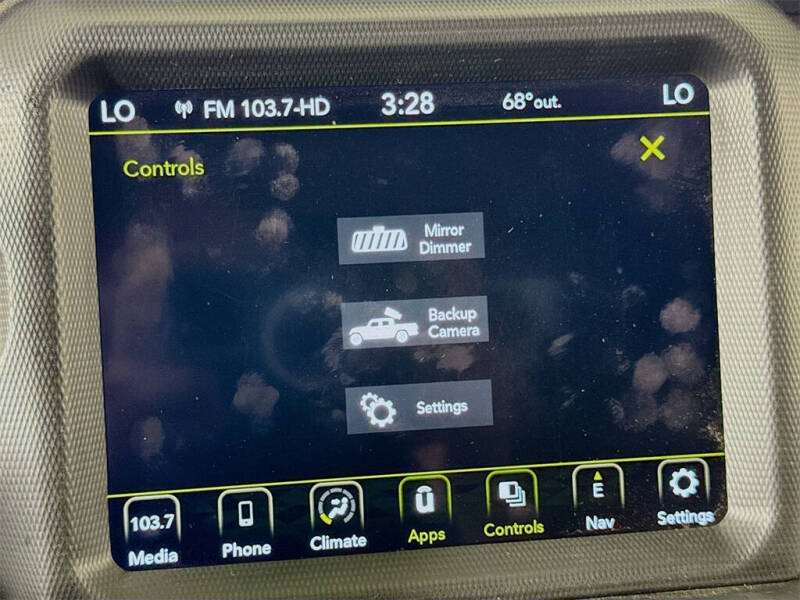 LO FM 103.7-HD 3:28 68°out. LO
Controls
Mirror
Dimmer
Backup
Camera
Settings
103.7 E
Media Phone Climate Apps Controls Nav Settings